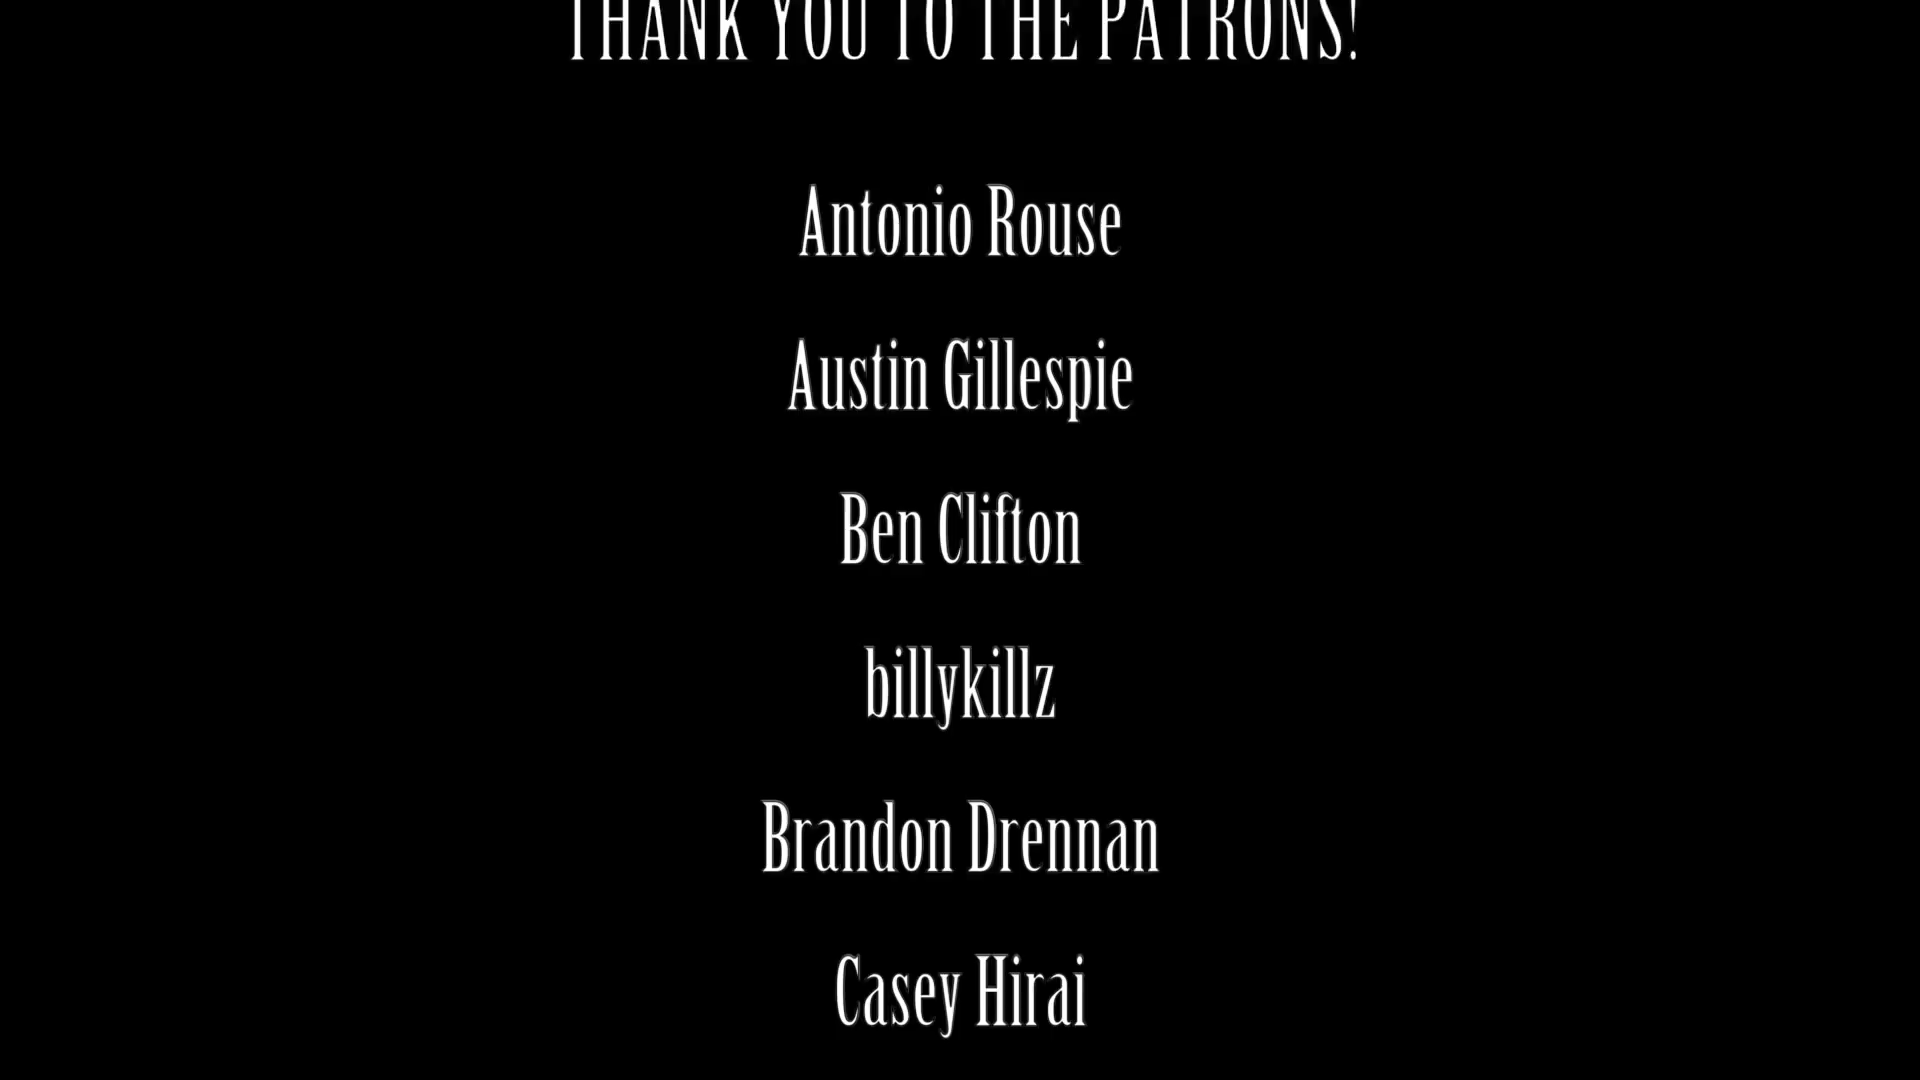 THANK YOU TO THE PATRONS!
Antonio Rouse
Austin Gillespie
Ben Clifton
billykillz
Brandon Drennan
Casey Hirai